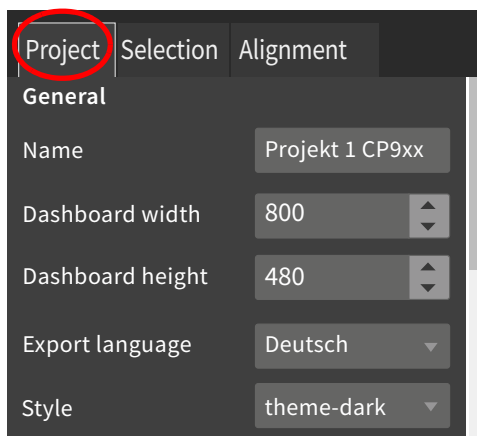 Project Selection Alignment
General
Name Projekt 1 CP9xx
Dashboard width 800
Dashboard height 480
Export language Deutsch
Style theme-dark